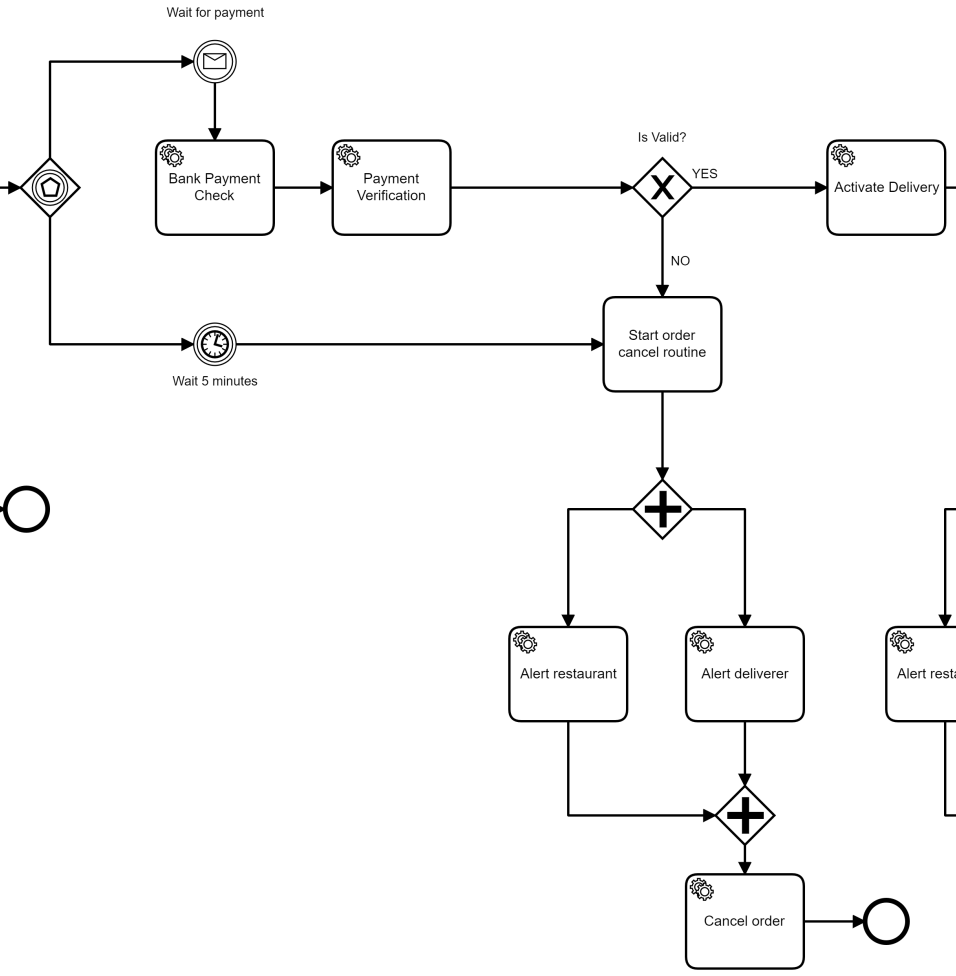 Wait for payment
Bank Payment
Check
Payment
Verification
Is Valid?
YES
Activate Delivery
NO
Start order
cancel routine
Wait 5 minutes
Alert restaurant
Alert deliverer
Alert resta
Cancel order